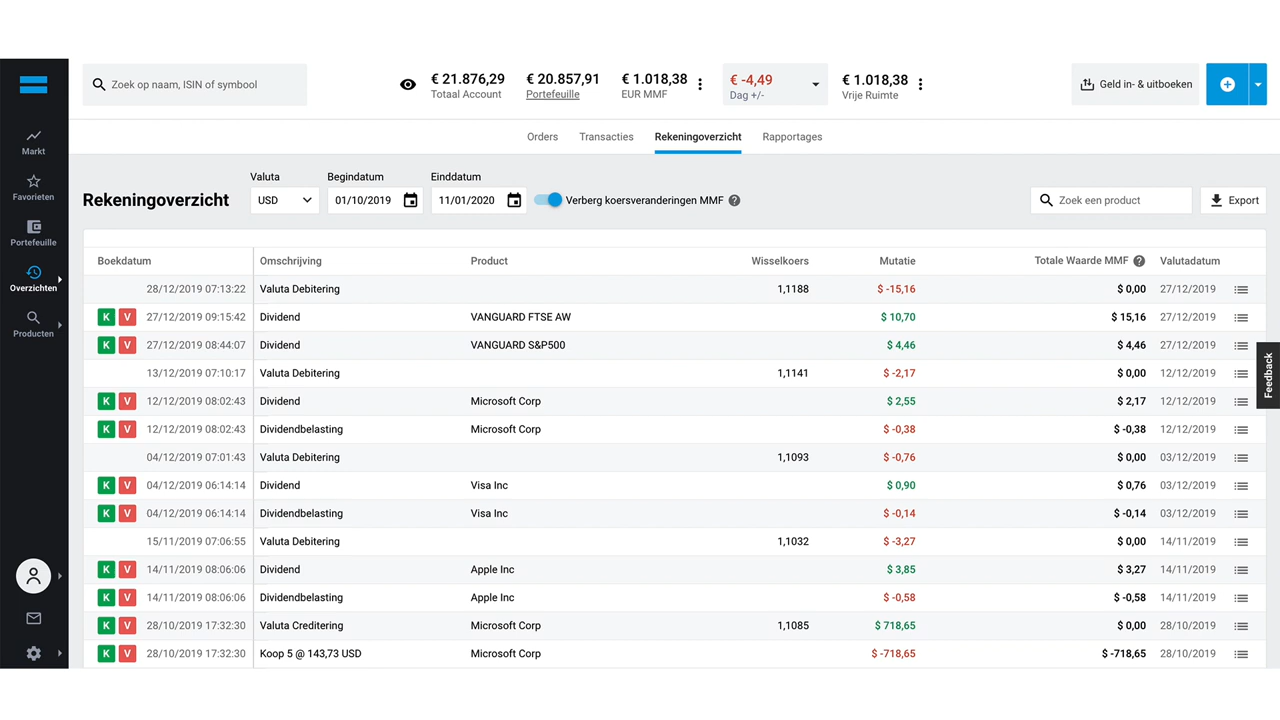 Zoek op naam, ISIN of symbool
€ 21.876,29
Totaal Account
€ 20.857,91
Portefeuille
€ 1.018,38
EUR MMF
€ -4,49
Dag +/-
€ 1.018,38
Vrije Ruimte
Geld in- & uitboeken
Markt
Favorieten
Portefeuille
Overzichten
Producten
Orders Transacties Rekeningoverzicht Rapportages
Rekeningoverzicht
Valuta
USD
Begindatum
01/10/2019
Einddatum
11/01/2020
Verberg koersveranderingen MMF ?
Zoek een product
Export
Boekdatum Omschrijving Product Wisselkoers Mutatie Totale Waarde MMF ? Valutadatum
28/12/2019 07:13:22 Valuta Debitering 1,1188 $ -15,16 $ 0,00 27/12/2019
K V 27/12/2019 09:15:42 Dividend VANGUARD FTSE AW $ 10,70 $ 15,16 27/12/2019
K V 27/12/2019 08:44:07 Dividend VANGUARD S&P500 $ 4,46 $ 4,46 27/12/2019
13/12/2019 07:10:17 Valuta Debitering 1,1141 $ -2,17 $ 0,00 12/12/2019
K V 12/12/2019 08:02:43 Dividend Microsoft Corp $ 2,55 $ 2,17 12/12/2019
K V 12/12/2019 08:02:43 Dividendbelasting Microsoft Corp $ -0,38 $ -0,38 12/12/2019
04/12/2019 07:01:43 Valuta Debitering 1,1093 $ -0,76 $ 0,00 03/12/2019
K V 04/12/2019 06:14:14 Dividend Visa Inc $ 0,90 $ 0,76 03/12/2019
K V 04/12/2019 06:14:14 Dividendbelasting Visa Inc $ -0,14 $ -0,14 03/12/2019
15/11/2019 07:06:55 Valuta Debitering 1,1032 $ -3,27 $ 0,00 14/11/2019
K V 14/11/2019 08:06:06 Dividend Apple Inc $ 3,85 $ 3,27 14/11/2019
K V 14/11/2019 08:06:06 Dividendbelasting Apple Inc $ -0,58 $ -0,58 14/11/2019
K V 28/10/2019 17:32:30 Valuta Creditering Microsoft Corp 1,1085 $ 718,65 $ 0,00 28/10/2019
K V 28/10/2019 17:32:30 Koop 5 @ 143,73 USD Microsoft Corp $ -718,65 $ -718,65 28/10/2019
Feedback